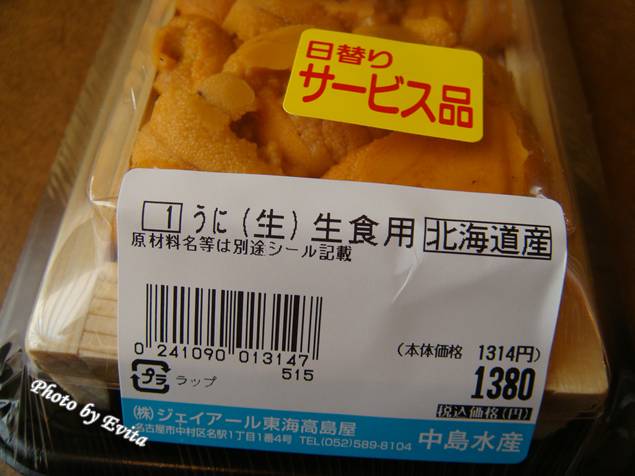 日替り
サービス品
1 うに(生)生食用 北海道産
原材料名等は別途シール記載
0 241090 013147
515
プラ ラップ
(本体価格 1314円)
1380
税込価格(円)
(株)ジェイアール東海高島屋
名古屋市中村区名駅1丁目1番4号 TEL(052)589-8104
中島水産
Photo by Evita